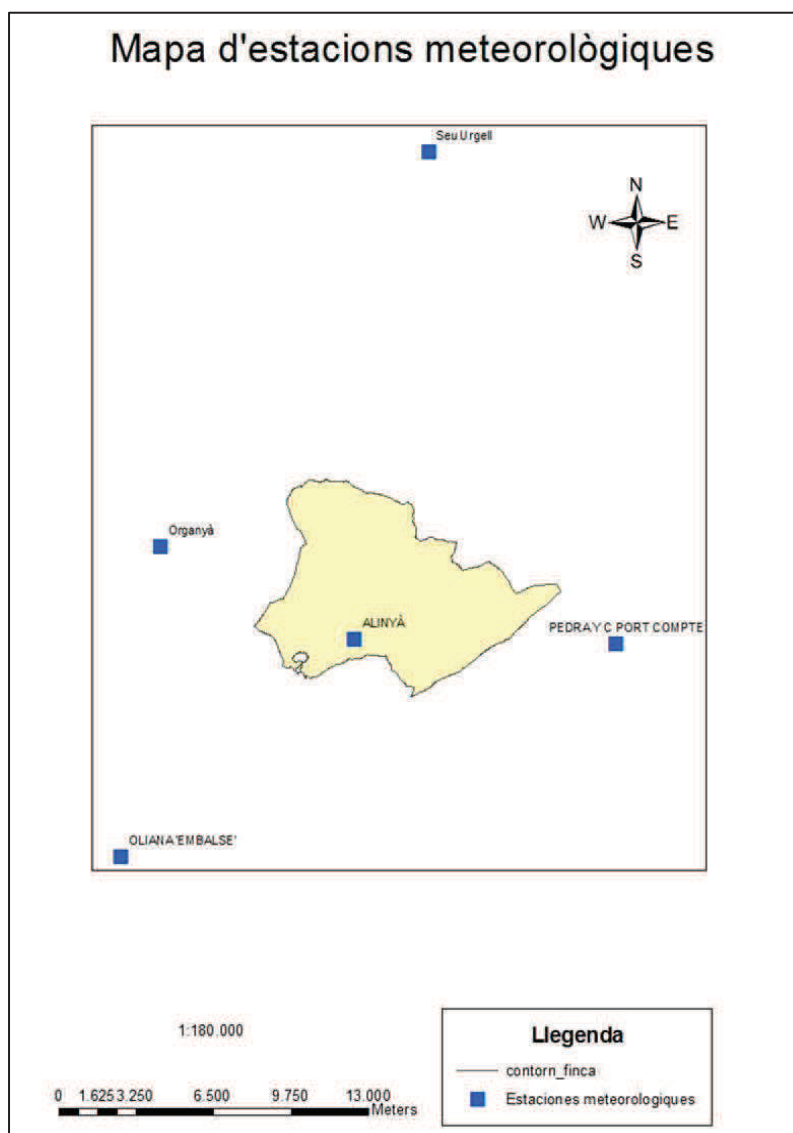 Mapa d'estacions meteorològiques
Seu Urgell
N
W E
S
Organyà
ALINYÀ
PEDRA Y C PORT COMPTE
OLIANA 'EMBALSE'
1:180.000
0 1.625 3.250 6.500 9.750 13.000
Meters
Llegenda
contorn_finca
Estaciones meteorologiques